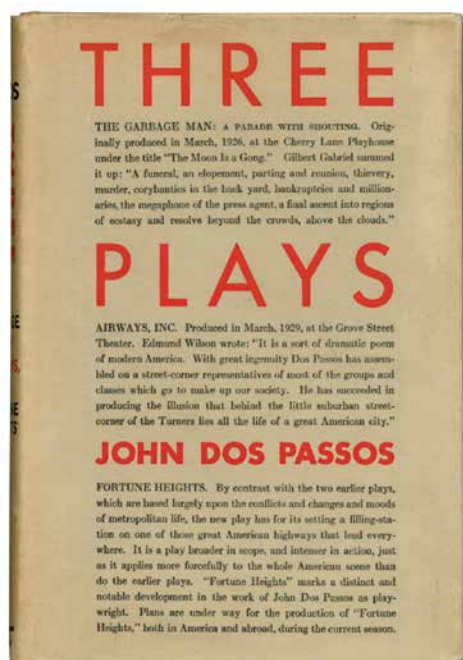 THREE
THE GARBAGE MAN: A PARADE WITH SHOUTING. Orig-
inally produced in March, 1926, at the Cherry Lane Playhouse
under the title "The Moon Is a Gong." Gilbert Gabriel summed
it up: "A funeral, an elopement, parting and reunion, thievery,
murder, corybantics in the back yard, bankruptcies and million-
aries, the megaphone of the press agent, a final ascent into regions
of ecstasy and resolve beyond the crowds, above the clouds."
PLAYS
AIRWAYS, INC. Produced in March, 1929, at the Grove Street
Theater. Edmund Wilson wrote: "It is a sort of dramatic poem
of modern America. With great ingenuity Dos Passos has assem-
bled on a street-corner representatives of most of the groups and
classes which go to make up our society. He has succeeded in
producing the illusion that behind the little suburban street-
corner of the Turners lies all the life of a great American city."
JOHN DOS PASSOS
FORTUNE HEIGHTS. By contrast with the two earlier plays,
which are based largely upon the conflicts and changes and moods
of metropolitan life, the new play has for its setting a filling-sta-
tion on one of those great American highways that lead every-
where. It is a play broader in scope, and intenser in action, just
as it applies more forcefully to the whole American scene than
do the earlier plays. "Fortune Heights" marks a distinct and
notable development in the work of John Dos Passos as play-
wright. Plans are under way for the production of "Fortune
Heights," both in America and abroad, during the current season.